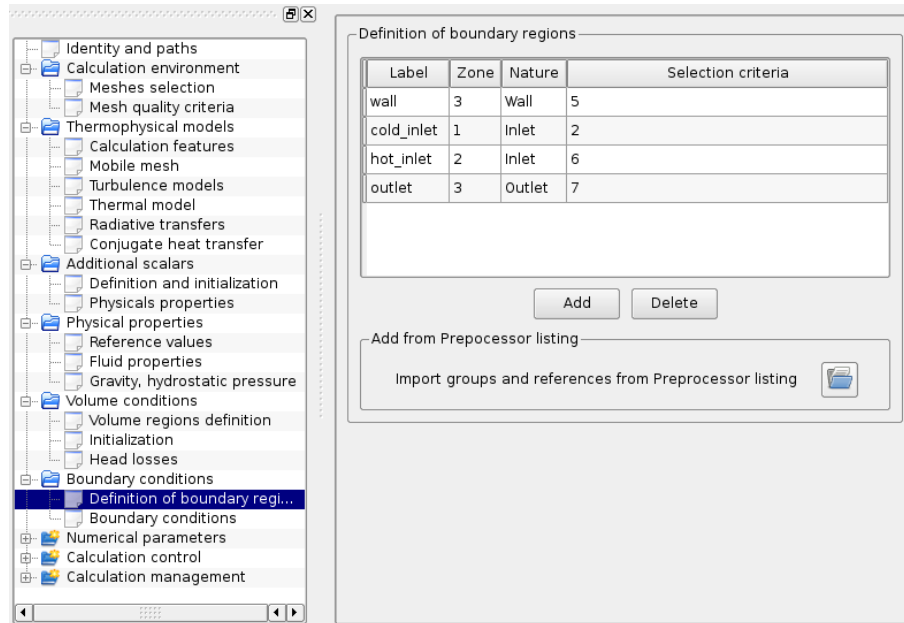 Identity and paths
Calculation environment
Meshes selection
Mesh quality criteria
Thermophysical models
Calculation features
Mobile mesh
Turbulence models
Thermal model
Radiative transfers
Conjugate heat transfer
Additional scalars
Definition and initialization
Physicals properties
Physical properties
Reference values
Fluid properties
Gravity, hydrostatic pressure
Volume conditions
Volume regions definition
Initialization
Head losses
Boundary conditions
Definition of boundary regi...
Boundary conditions
Numerical parameters
Calculation control
Calculation management
Definition of boundary regions
Label Zone Nature Selection criteria
wall 3 Wall 5
cold_inlet 1 Inlet 2
hot_inlet 2 Inlet 6
outlet 3 Outlet 7
Add Delete
Add from Prepocessor listing
Import groups and references from Preprocessor listing